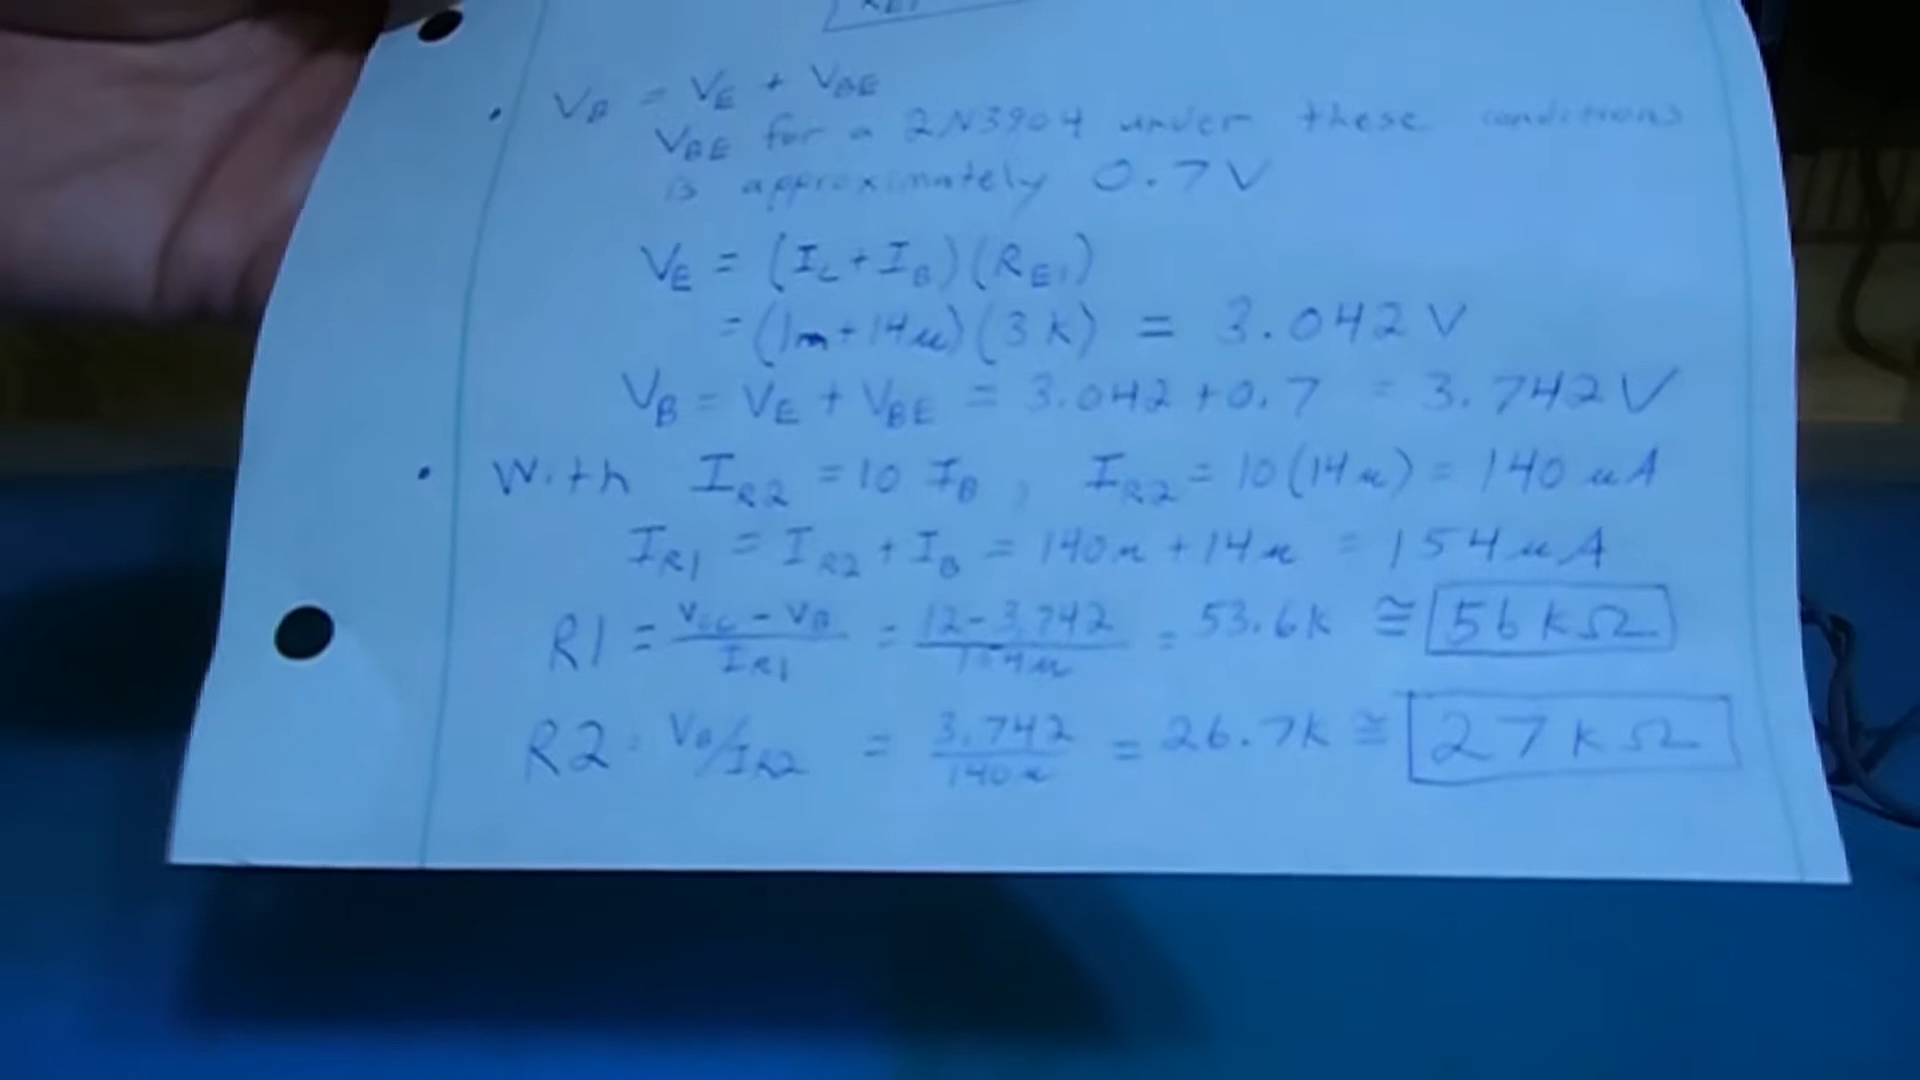 RE1
• VB = VE + VBE
VBE for a 2N3904 under these conditions
is approximately 0.7V
VE = (IC+IB)(RE1)
= (1m+14u)(3K) = 3.042V
VB = VE + VBE = 3.042+0.7 = 3.742V
• With IR2 = 10 IB, IR2 = 10(14u) = 140 uA
IR1 = IR2 + IB = 140u + 14u = 154uA
R1 = VCC - VB / IR1 = 12-3.742 / 154u = 53.6K ≅ 56KΩ
R2 = VB/IR2 = 3.742 / 140u = 26.7K ≅ 27KΩ